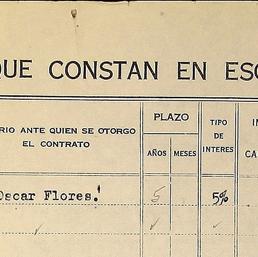 QUE CONSTAN EN ESC
RIO ANTE QUIEN SE OTORGO
EL CONTRATO
PLAZO
AÑOS MESES
TIPO
DE
INTERES
I
CA
Oscar Flores.
5
5%